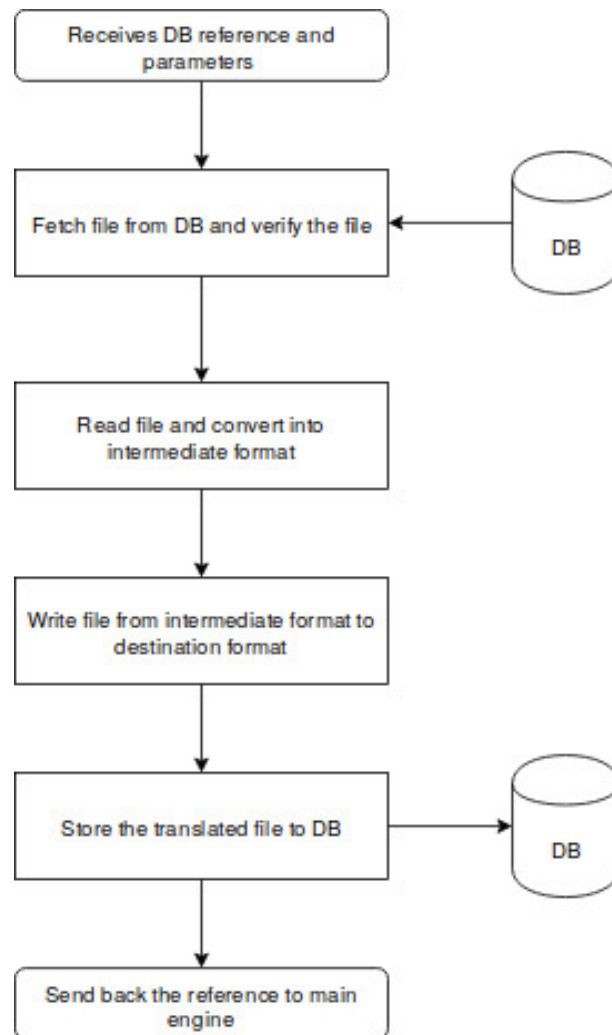 Receives DB reference and
parameters
Fetch file from DB and verify the file
DB
Read file and convert into
intermediate format
Write file from intermediate format to
destination format
Store the translated file to DB
DB
Send back the reference to main
engine